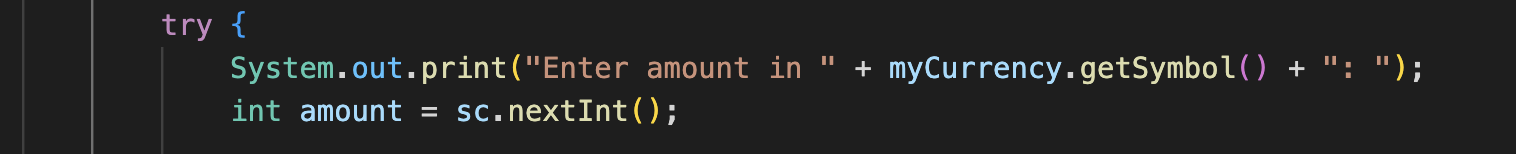 try {
System.out.print("Enter amount in " + myCurrency.getSymbol() + ": ");
int amount = sc.nextInt();